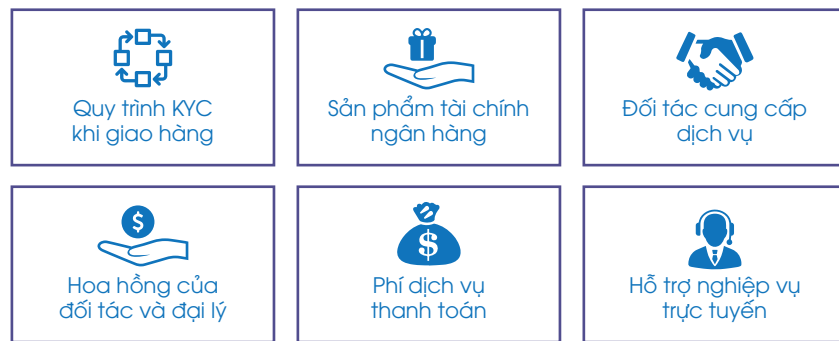 Quy trình KYC
khi giao hàng
Sản phẩm tài chính
ngân hàng
Đối tác cung cấp
dịch vụ
$
Hoa hồng của
đối tác và đại lý
$
Phí dịch vụ
thanh toán
Hỗ trợ nghiệp vụ
trực tuyến